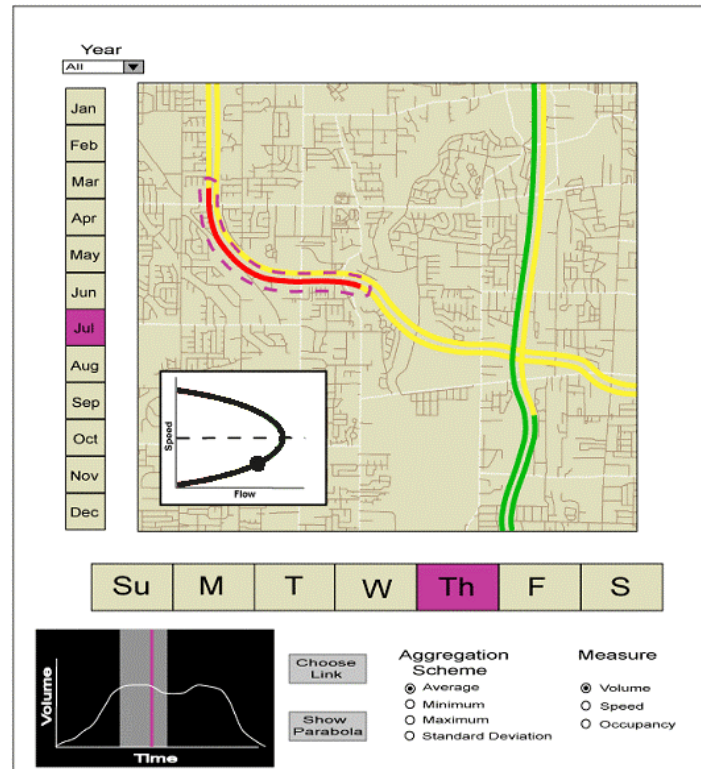 Year
All
Jan
Feb
Mar
Apr
May
Jun
Jul
Aug
Sep
Oct
Nov
Dec
Speed
Flow
Su M T W Th F S
Volume
Time
Choose
Link
Show
Parabola
Aggregation
Scheme
Average
Minimum
Maximum
Standard Deviation
Measure
Volume
Speed
Occupancy